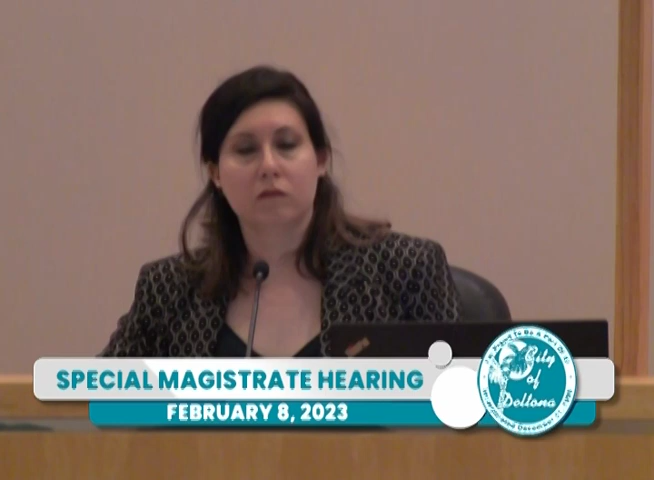 SPECIAL MAGISTRATE HEARING
FEBRUARY 8, 2023
City
of
Deltona